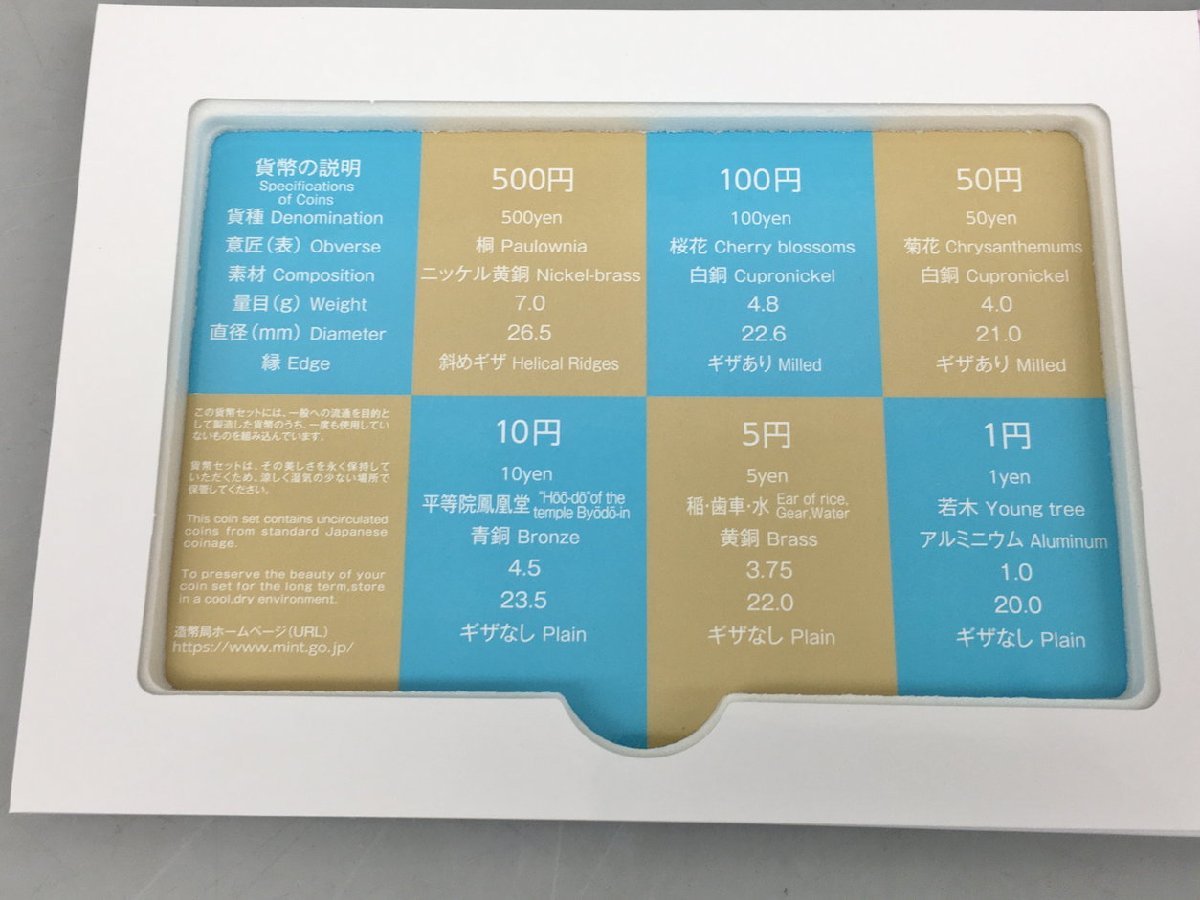 貨幣の説明
Specifications
of Coins
貨種 Denomination
意匠(表) Obverse
素材 Composition
量目(g) Weight
直径(mm) Diameter
縁 Edge
500円
500yen
桐 Paulownia
ニッケル黄銅 Nickel-brass
7.0
26.5
斜めギザ Helical Ridges
100円
100yen
桜花 Cherry blossoms
白銅 Cupronickel
4.8
22.6
ギザあり Milled
50円
50yen
菊花 Chrysanthemums
白銅 Cupronickel
4.0
21.0
ギザあり Milled
この貨幣セットには、一般への流通を目的と
して製造した貨幣のうち、一度も使用してい
ないものを組み込んでいます。
貨幣セットは、その美しさを永く保持して
いただくため、涼しく湿気の少ない場所で
保管してください。
This coin set contains uncirculated
coins from standard Japanese
coinage.
To preserve the beauty of your
coin set for the long term,store
in a cool,dry environment.
造幣局ホームページ(URL)
https://www.mint.go.jp/
10円
10yen
平等院鳳凰堂 "Hōō-dō"of the
temple Byōdō-in
青銅 Bronze
4.5
23.5
ギザなし Plain
5円
5yen
稲・歯車・水 Ear of rice,
Gear,Water
黄銅 Brass
3.75
22.0
ギザなし Plain
1円
1yen
若木 Young tree
アルミニウム Aluminum
1.0
20.0
ギザなし Plain